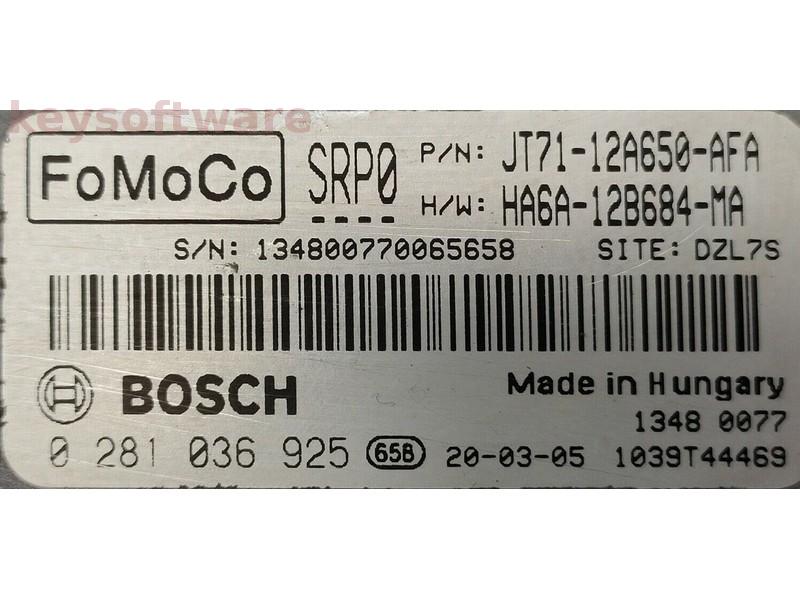 keysoftware
FoMoCo SRP0 P/N: JT71-12A650-AFA
H/W: HA6A-12B684-MA
S/N: 134800770065658 SITE: DZL7S
BOSCH Made in Hungary
1348 0077
0 281 036 925 65B 20-03-05 1039T44469